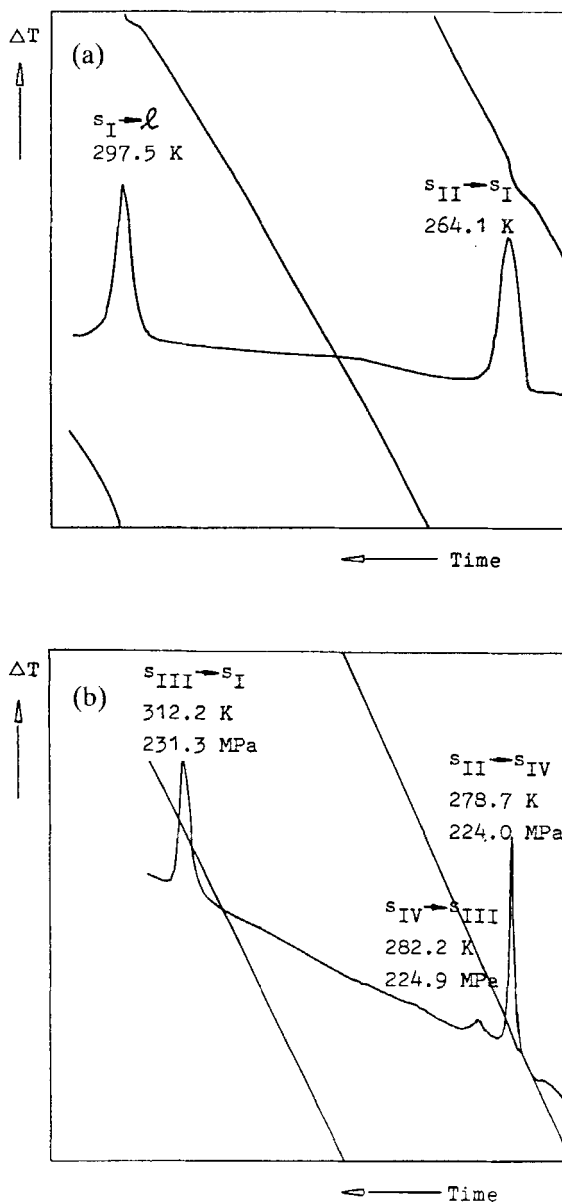 ΔT
(a)
sI→ℓ
297.5 K
sII→sI
264.1 K
Time
ΔT
(b)
sIII→sI
312.2 K
231.3 MPa
sII→sIV
278.7 K
224.0 MPa
sIV→sIII
282.2 K
224.9 MPa
Time